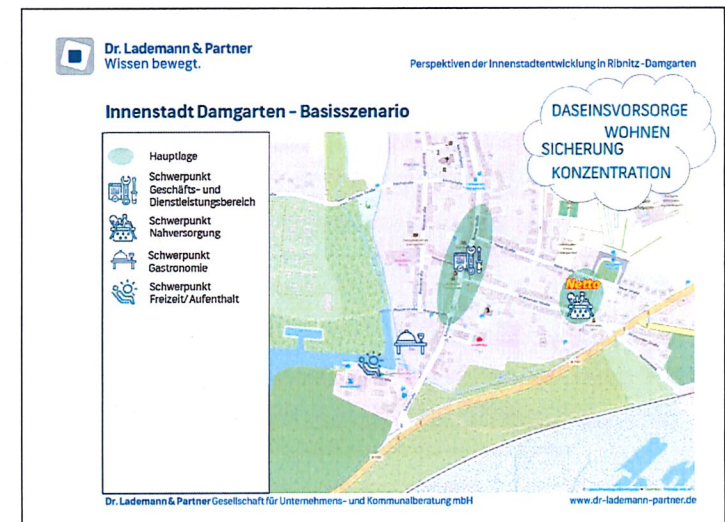 Dr. Lademann & Partner
Wissen bewegt.
Perspektiven der Innenstadtentwicklung in Ribnitz-Damgarten
Innenstadt Damgarten – Basisszenario
DASEINSVORSORGE
WOHNEN
SICHERUNG
KONZENTRATION
Hauptlage
Schwerpunkt
Geschäfts- und
Dienstleistungsbereich
Schwerpunkt
Nahversorgung
Schwerpunkt
Gastronomie
Schwerpunkt
Freizeit/Aufenthalt
Netto
Dr. Lademann & Partner Gesellschaft für Unternehmens- und Kommunalberatung mbH
www.dr-lademann-partner.de